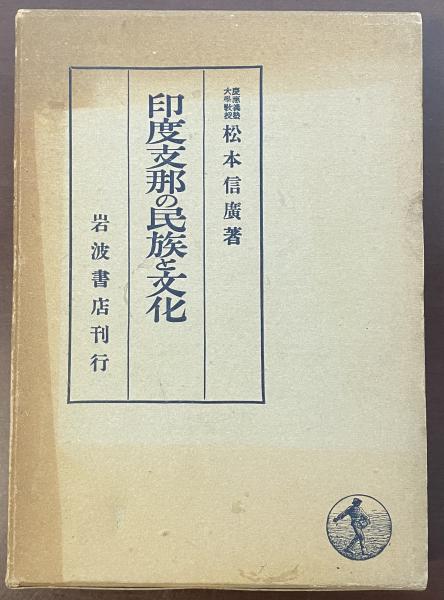 慶應義塾
大學教授
松本信廣著
印度支那の民族と文化
岩波書店刊行